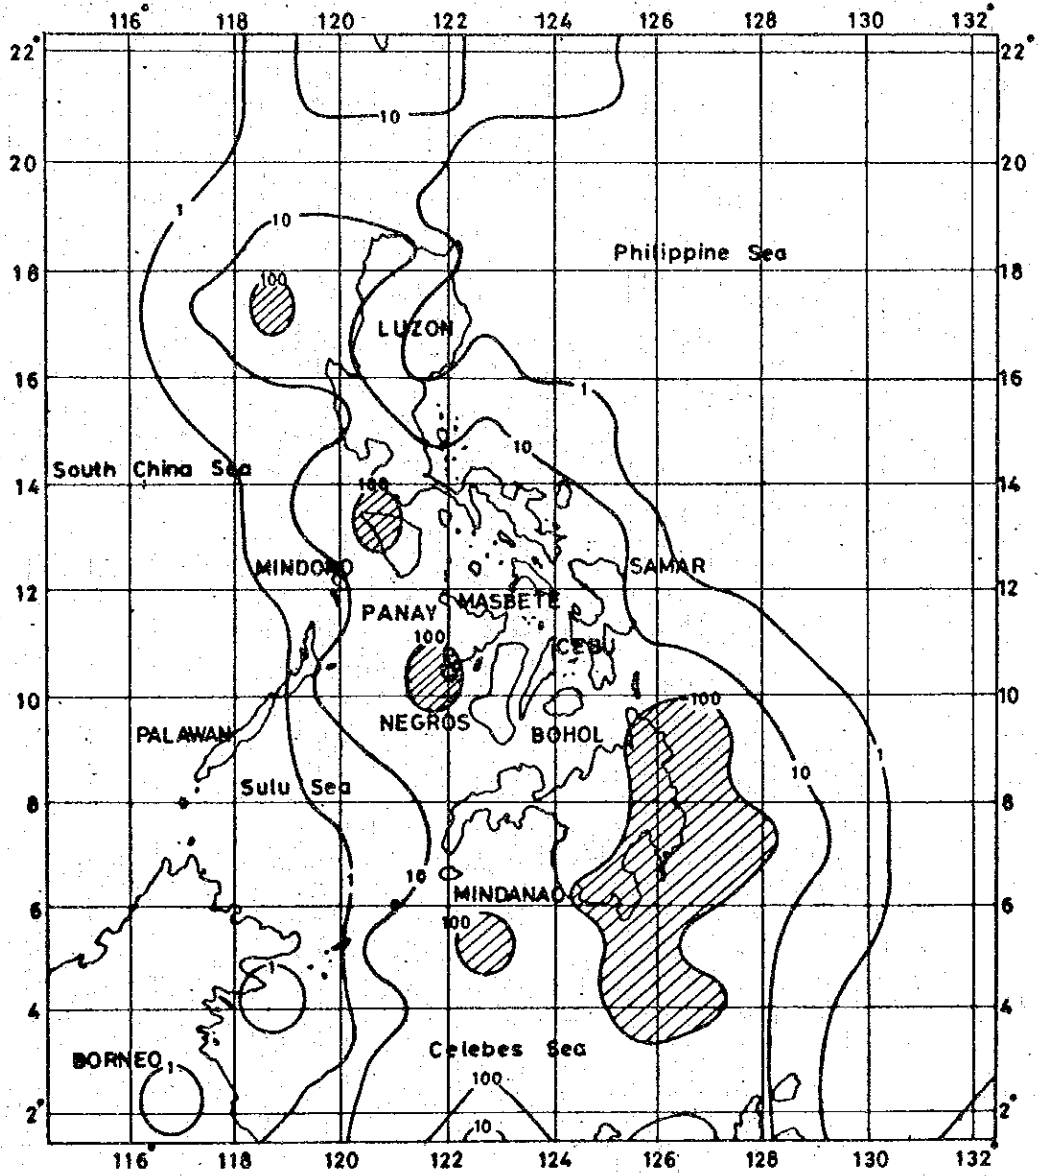 116° 118 120 122 124 126 128 130 132°
22° 22°
10
20 20
1
10
Philippine Sea
18 18
100
LUZON
16 16
1
10
South China Sea
14 100 14
MINDORO SAMAR
12 12
MASBETE
PANAY
100 CEBU
10 100 10
NEGROS
PALAWAN BOHOL
1
10
Sulu Sea
8 8
10
1
MINDANAO
6 6
100
1
4 4
Celebes Sea
BORNEO 1
100
2° 2°
10
116° 118 120 122 124 126 128 130 132°